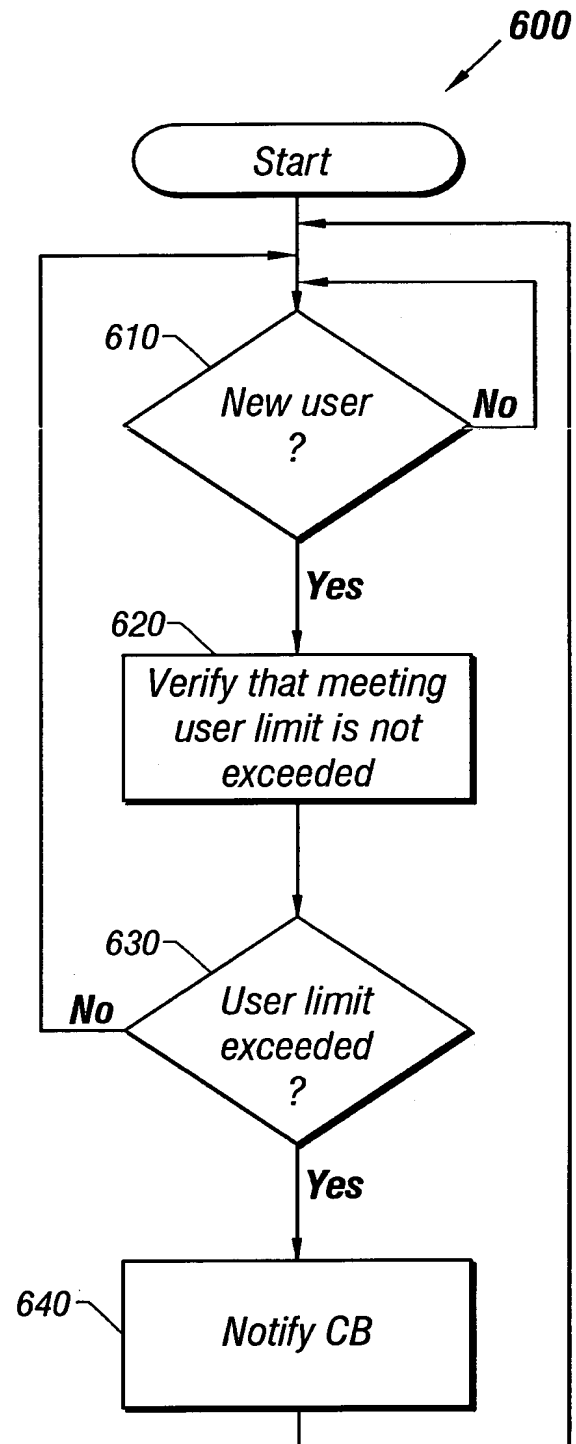 600
Start
610
New user
?
No
Yes
620
Verify that meeting
user limit is not
exceeded
630
User limit
exceeded
?
No
Yes
640
Notify CB